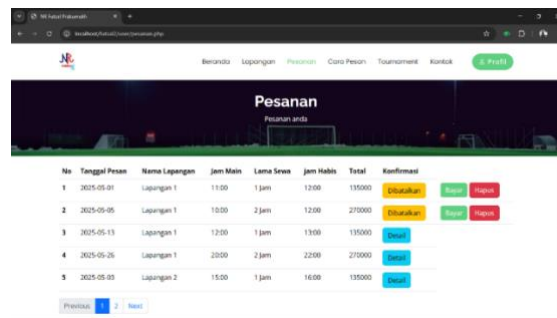 NR Futsal Prabumulih
localhost/futsal2/user/pesanan.php
Beranda Lapangan Pesanan Cara Pesan Tournament Kontak Profil
Pesanan
Pesanan anda
No Tanggal Pesan Nama Lapangan Jam Main Lama Sewa Jam Habis Total Konfirmasi
1 2025-05-01 Lapangan 1 11:00 1 Jam 12:00 135000 Dibatalkan Bayar Hapus
2 2025-05-05 Lapangan 1 10:00 2 Jam 12:00 270000 Dibatalkan Bayar Hapus
3 2025-05-13 Lapangan 1 12:00 1 Jam 13:00 135000 Detail
4 2025-05-26 Lapangan 1 20:00 2 Jam 22:00 270000 Detail
5 2025-05-03 Lapangan 2 15:00 1 Jam 16:00 135000 Detail
Previous 1 2 Next